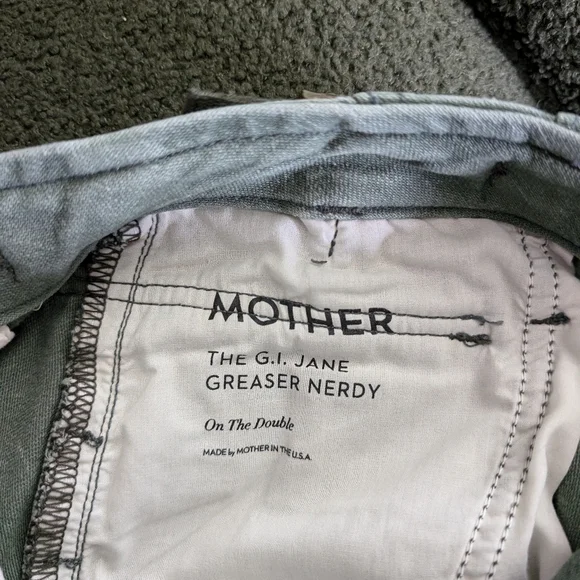 MOTHER
THE G.I. JANE
GREASER NERDY
On The Double
MADE by MOTHER IN THE U.S.A.